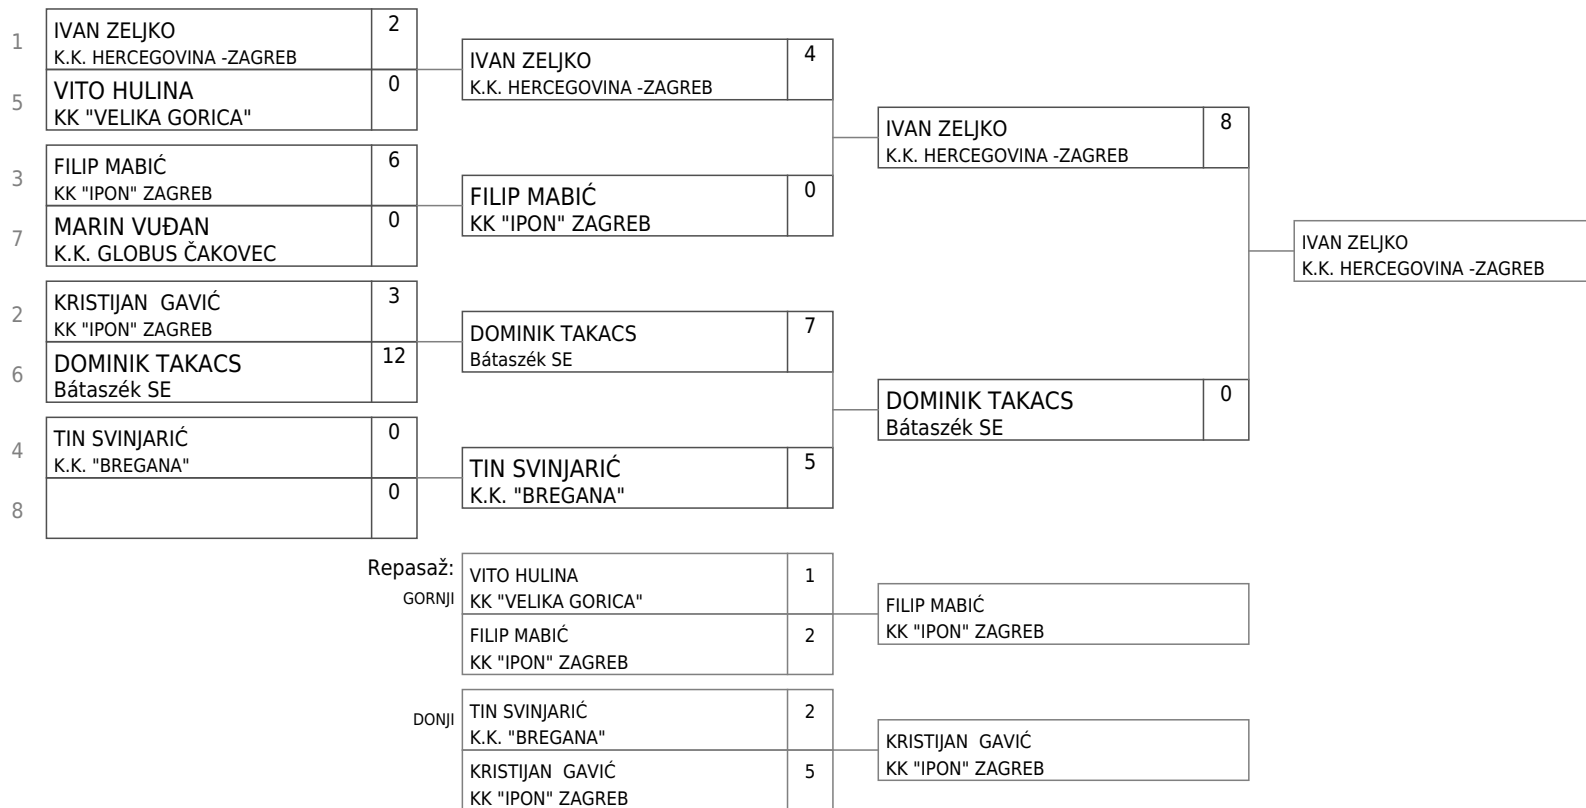 1
IVAN ZELJKO
K.K. HERCEGOVINA -ZAGREB
2
5
VITO HULINA
KK "VELIKA GORICA"
0
3
FILIP MABIĆ
KK "IPON" ZAGREB
6
7
MARIN VUĐAN
K.K. GLOBUS ČAKOVEC
0
2
KRISTIJAN  GAVIĆ
KK "IPON" ZAGREB
3
6
DOMINIK TAKACS
Bátaszék SE
12
4
TIN SVINJARIĆ
K.K. "BREGANA"
0
8
0
IVAN ZELJKO
K.K. HERCEGOVINA -ZAGREB
4
FILIP MABIĆ
KK "IPON" ZAGREB
0
DOMINIK TAKACS
Bátaszék SE
7
TIN SVINJARIĆ
K.K. "BREGANA"
5
IVAN ZELJKO
K.K. HERCEGOVINA -ZAGREB
8
DOMINIK TAKACS
Bátaszék SE
0
IVAN ZELJKO
K.K. HERCEGOVINA -ZAGREB
Repasaž:
GORNJI
VITO HULINA
KK "VELIKA GORICA"
1
FILIP MABIĆ
KK "IPON" ZAGREB
2
FILIP MABIĆ
KK "IPON" ZAGREB
DONJI
TIN SVINJARIĆ
K.K. "BREGANA"
2
KRISTIJAN  GAVIĆ
KK "IPON" ZAGREB
5
KRISTIJAN  GAVIĆ
KK "IPON" ZAGREB